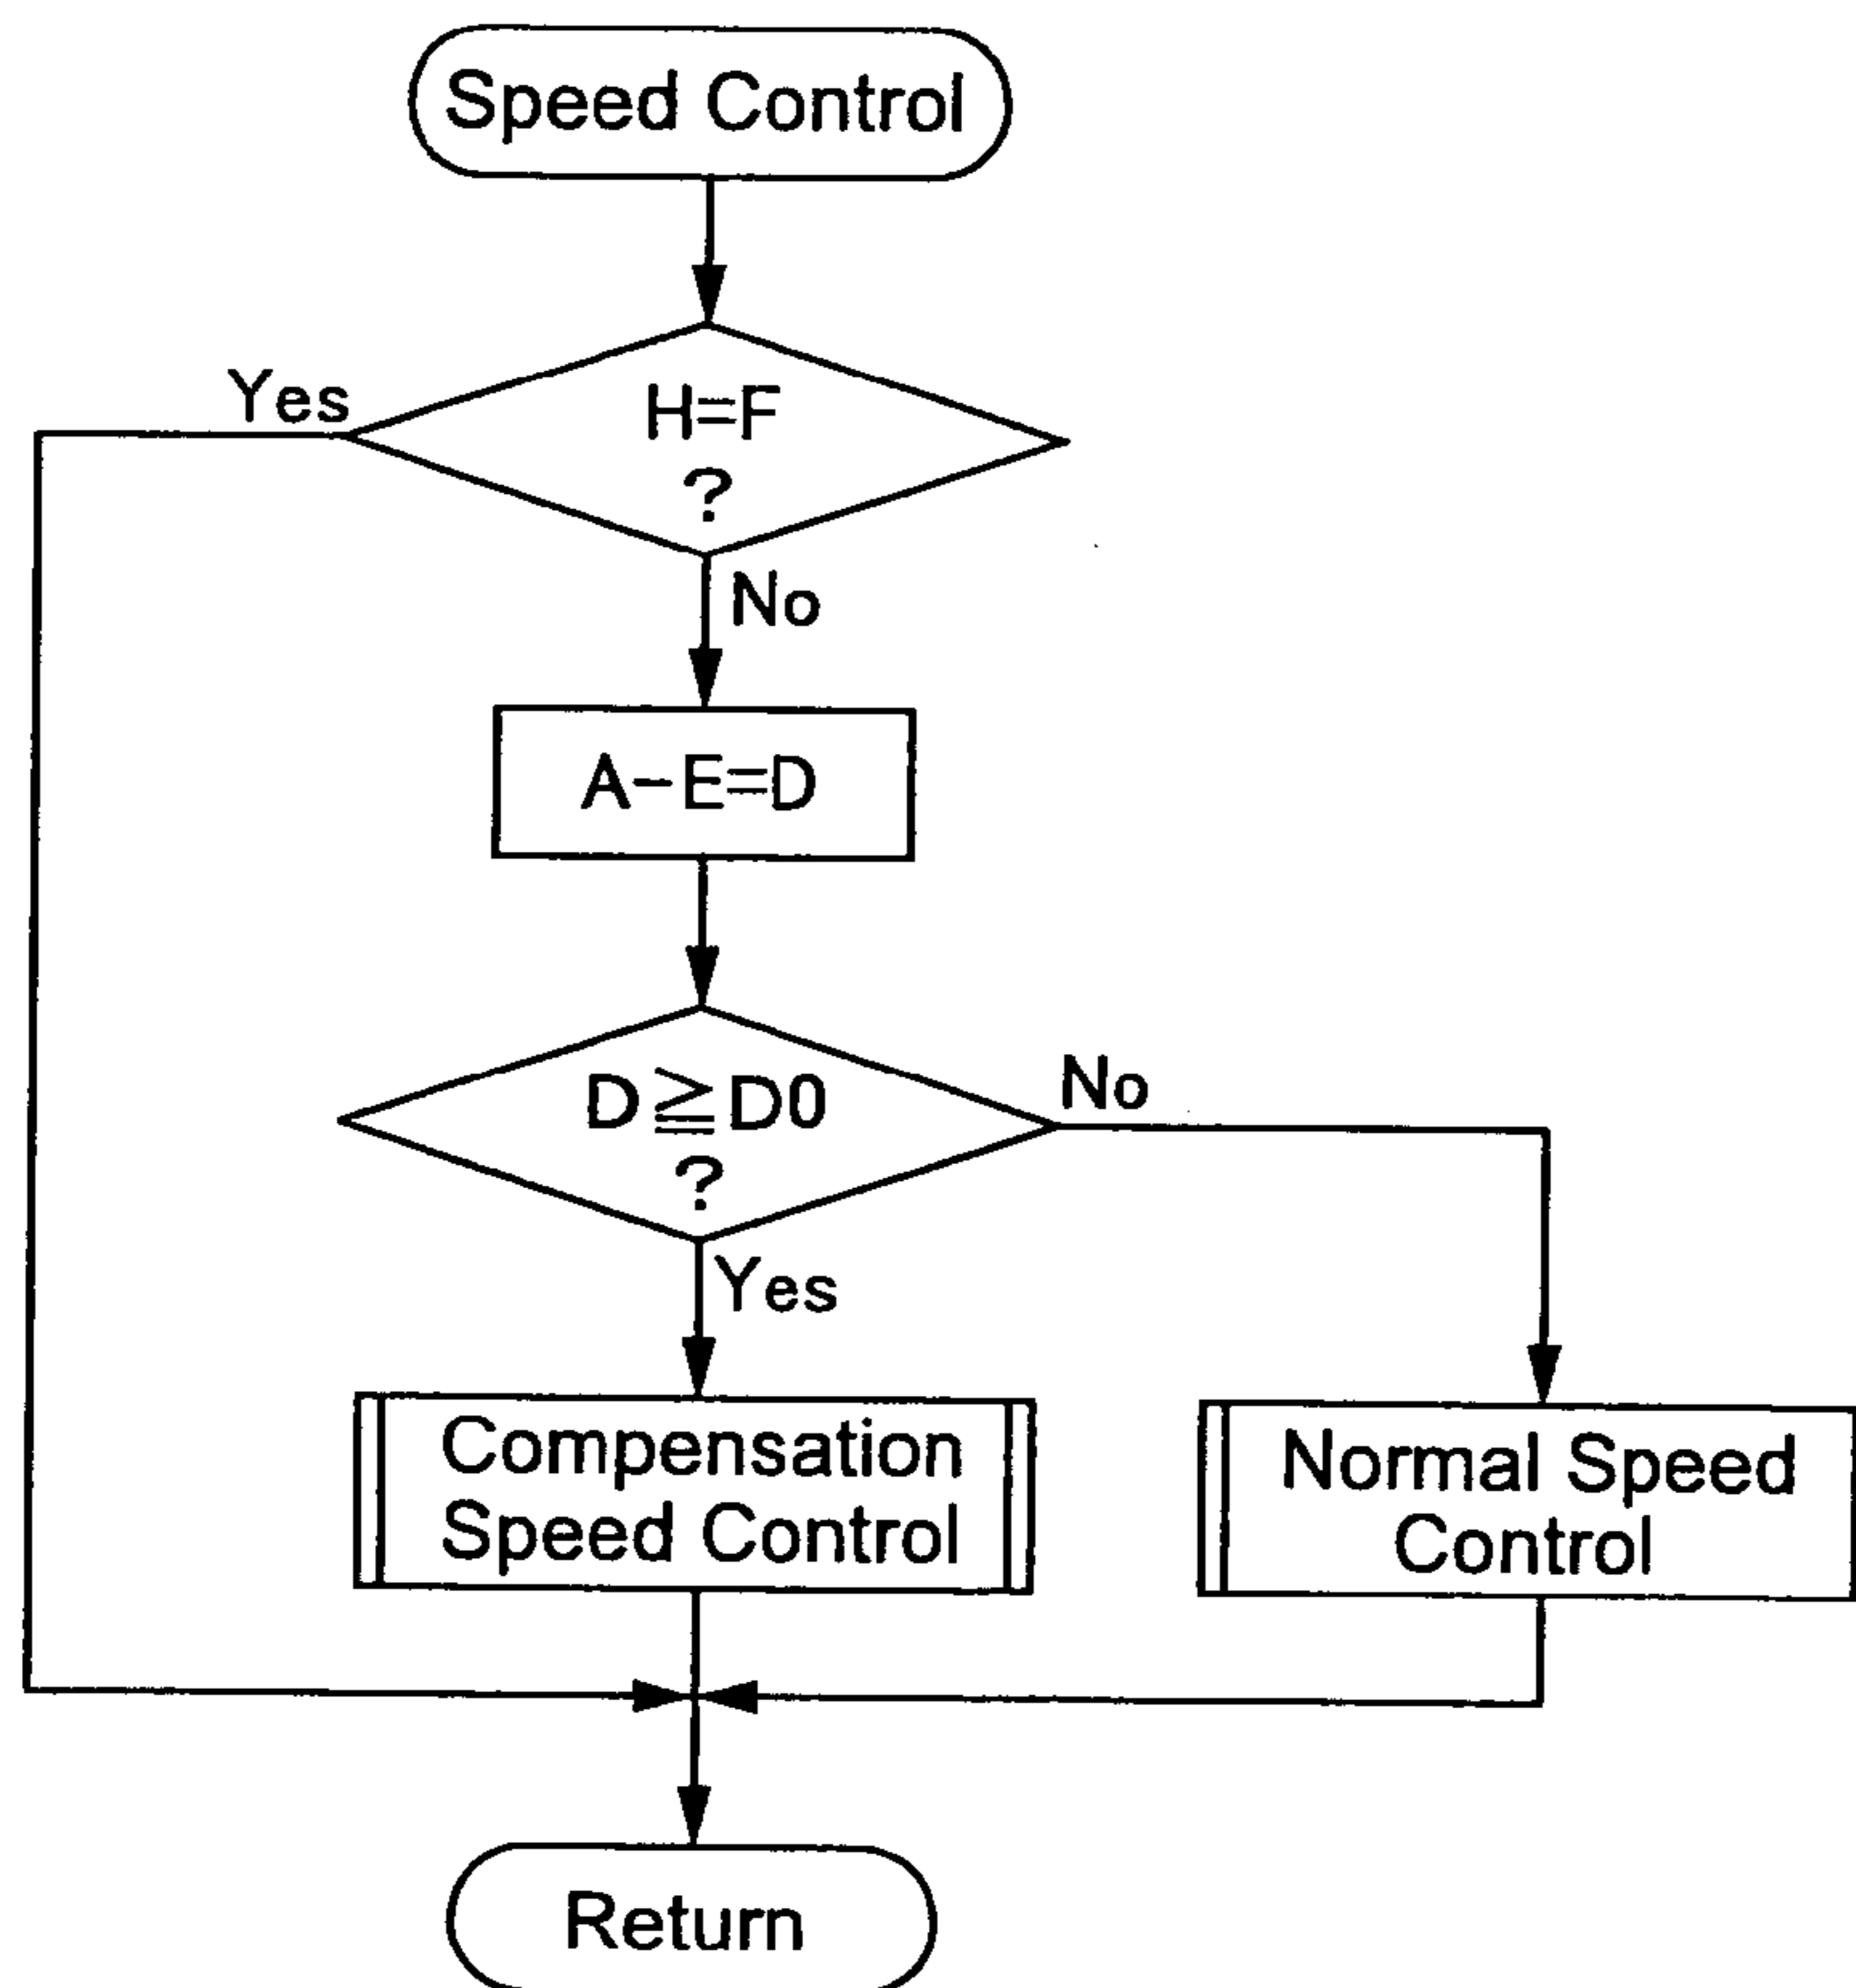 Speed Control
Yes
H=F
?
No
A-E=D
D≧D0
?
No
Yes
Compensation
Speed Control
Normal Speed
Control
Return